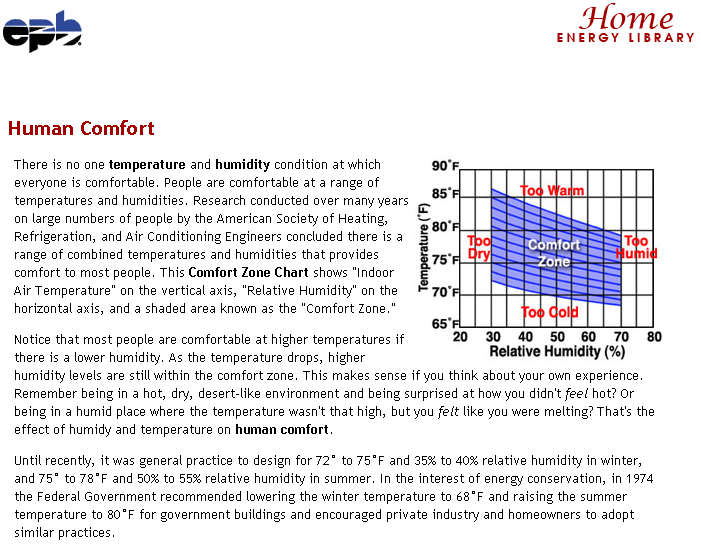 epb
Home
ENERGY LIBRARY
Human Comfort
There is no one temperature and humidity condition at which
everyone is comfortable. People are comfortable at a range of
temperatures and humidities. Research conducted over many years
on large numbers of people by the American Society of Heating,
Refrigeration, and Air Conditioning Engineers concluded there is a
range of combined temperatures and humidities that provides
comfort to most people. This Comfort Zone Chart shows "Indoor
Air Temperature" on the vertical axis, "Relative Humidity" on the
horizontal axis, and a shaded area known as the "Comfort Zone."
90°F
85°F
80°F
75°F
70°F
65°F
Temperature (°F)
Too Warm
Too
Dry
Comfort
Zone
Too
Humid
Too Cold
20 30 40 50 60 70 80
Relative Humidity (%)
Notice that most people are comfortable at higher temperatures if
there is a lower humidity. As the temperature drops, higher
humidity levels are still within the comfort zone. This makes sense if you think about your own experience.
Remember being in a hot, dry, desert-like environment and being surprised at how you didn't feel hot? Or
being in a humid place where the temperature wasn't that high, but you felt like you were melting? That's the
effect of humidy and temperature on human comfort.
Until recently, it was general practice to design for 72° to 75°F and 35% to 40% relative humidity in winter,
and 75° to 78°F and 50% to 55% relative humidity in summer. In the interest of energy conservation, in 1974
the Federal Government recommended lowering the winter temperature to 68°F and raising the summer
temperature to 80°F for government buildings and encouraged private industry and homeowners to adopt
similar practices.